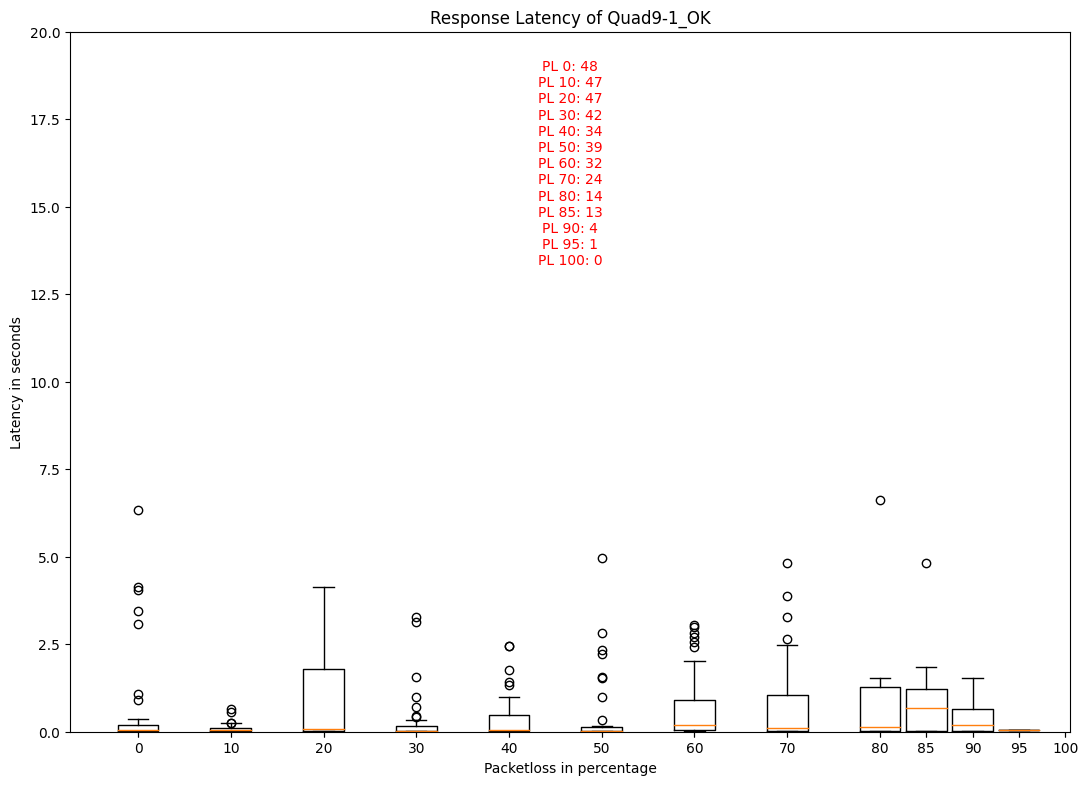 Response Latency of Quad9-1_OK
20.0
17.5
15.0
12.5
10.0
7.5
5.0
2.5
0.0
Latency in seconds
PL 0: 48
PL 10: 47
PL 20: 47
PL 30: 42
PL 40: 34
PL 50: 39
PL 60: 32
PL 70: 24
PL 80: 14
PL 85: 13
PL 90: 4
PL 95: 1
PL 100: 0
0 10 20 30 40 50 60 70 80 85 90 95 100
Packetloss in percentage